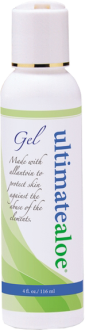 Gel
Made with
allantoin to
protect skin
against the
abuse of the
elements.
ultimatealoe®
4 fl oz/ 118 ml